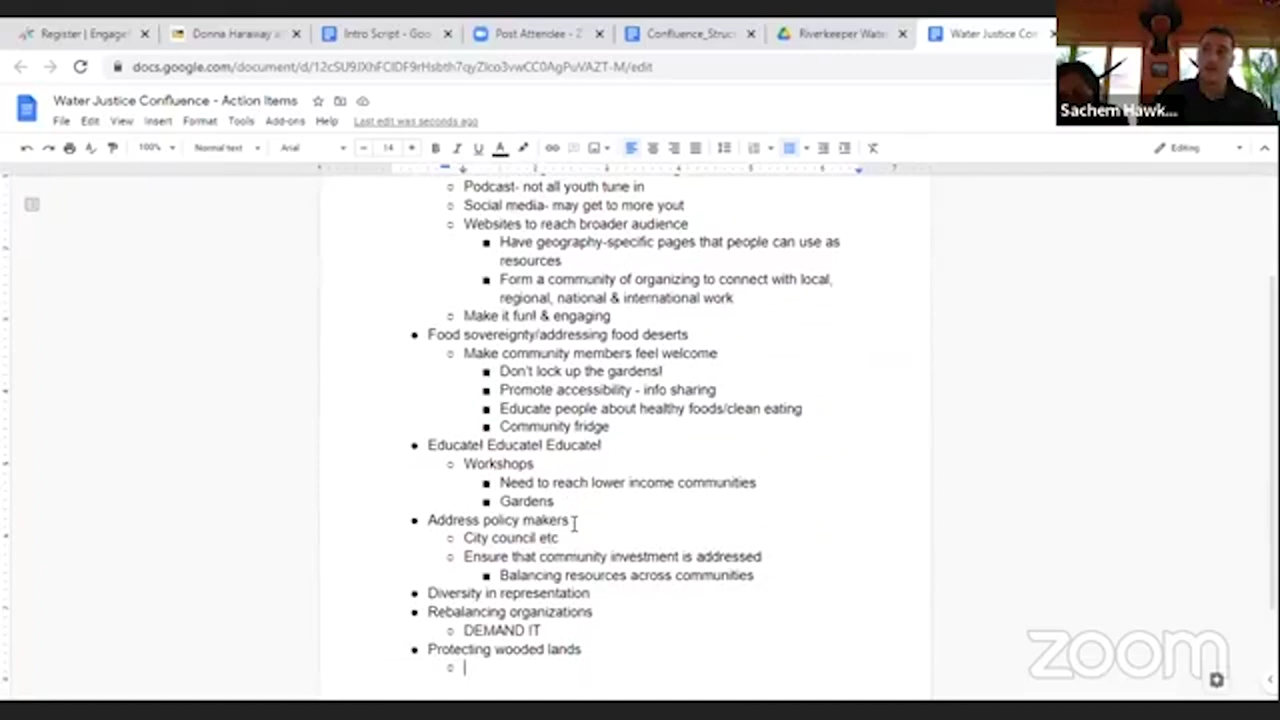 Register | Engage!
Donna Haraway a
Intro Script - Goo
Post Attendee - Z
Confluence_Struc
Riverkeeper Wate
Water Justice Con
docs.google.com/document/d/
Water Justice Confluence - Action Items
File Edit View Insert Format Tools Add-ons Help Last edit was seconds ago
100% Normal text Arial 14 Editing
Sachem Hawk...
Podcast- not all youth tune in
Social media- may get to more yout
Websites to reach broader audience
Have geography-specific pages that people can use as
resources
Form a community of organizing to connect with local,
regional, national & international work
Make it fun! & engaging
Food sovereignty/addressing food deserts
Make community members feel welcome
Don't lock up the gardens!
Promote accessibility - info sharing
Educate people about healthy foods/clean eating
Community fridge
Educate! Educate! Educate!
Workshops
Need to reach lower income communities
Gardens
Address policy makers
City council etc
Ensure that community investment is addressed
Balancing resources across communities
Diversity in representation
Rebalancing organizations
DEMAND IT
Protecting wooded lands
zoom